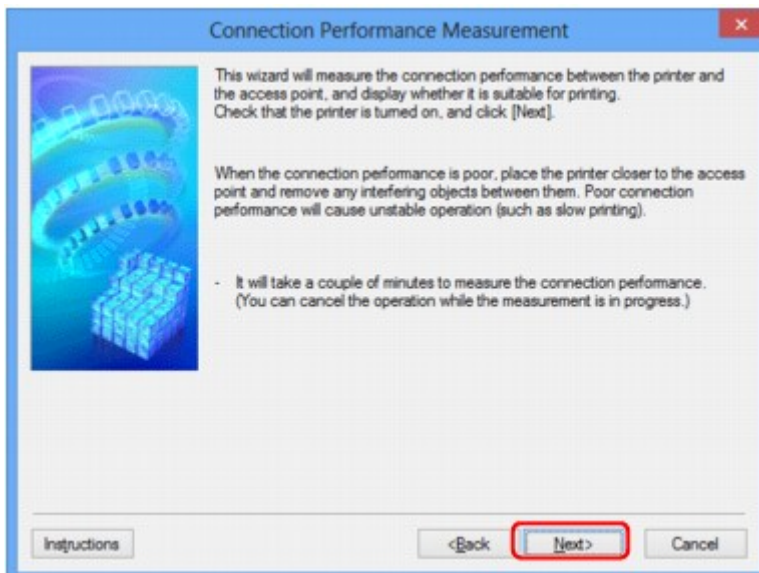 Connection Performance Measurement
This wizard will measure the connection performance between the printer and
the access point, and display whether it is suitable for printing.
Check that the printer is turned on, and click [Next].
When the connection performance is poor, place the printer closer to the access
point and remove any interfering objects between them. Poor connection
performance will cause unstable operation (such as slow printing).
- It will take a couple of minutes to measure the connection performance.
(You can cancel the operation while the measurement is in progress.)
Instructions
<Back
Next>
Cancel